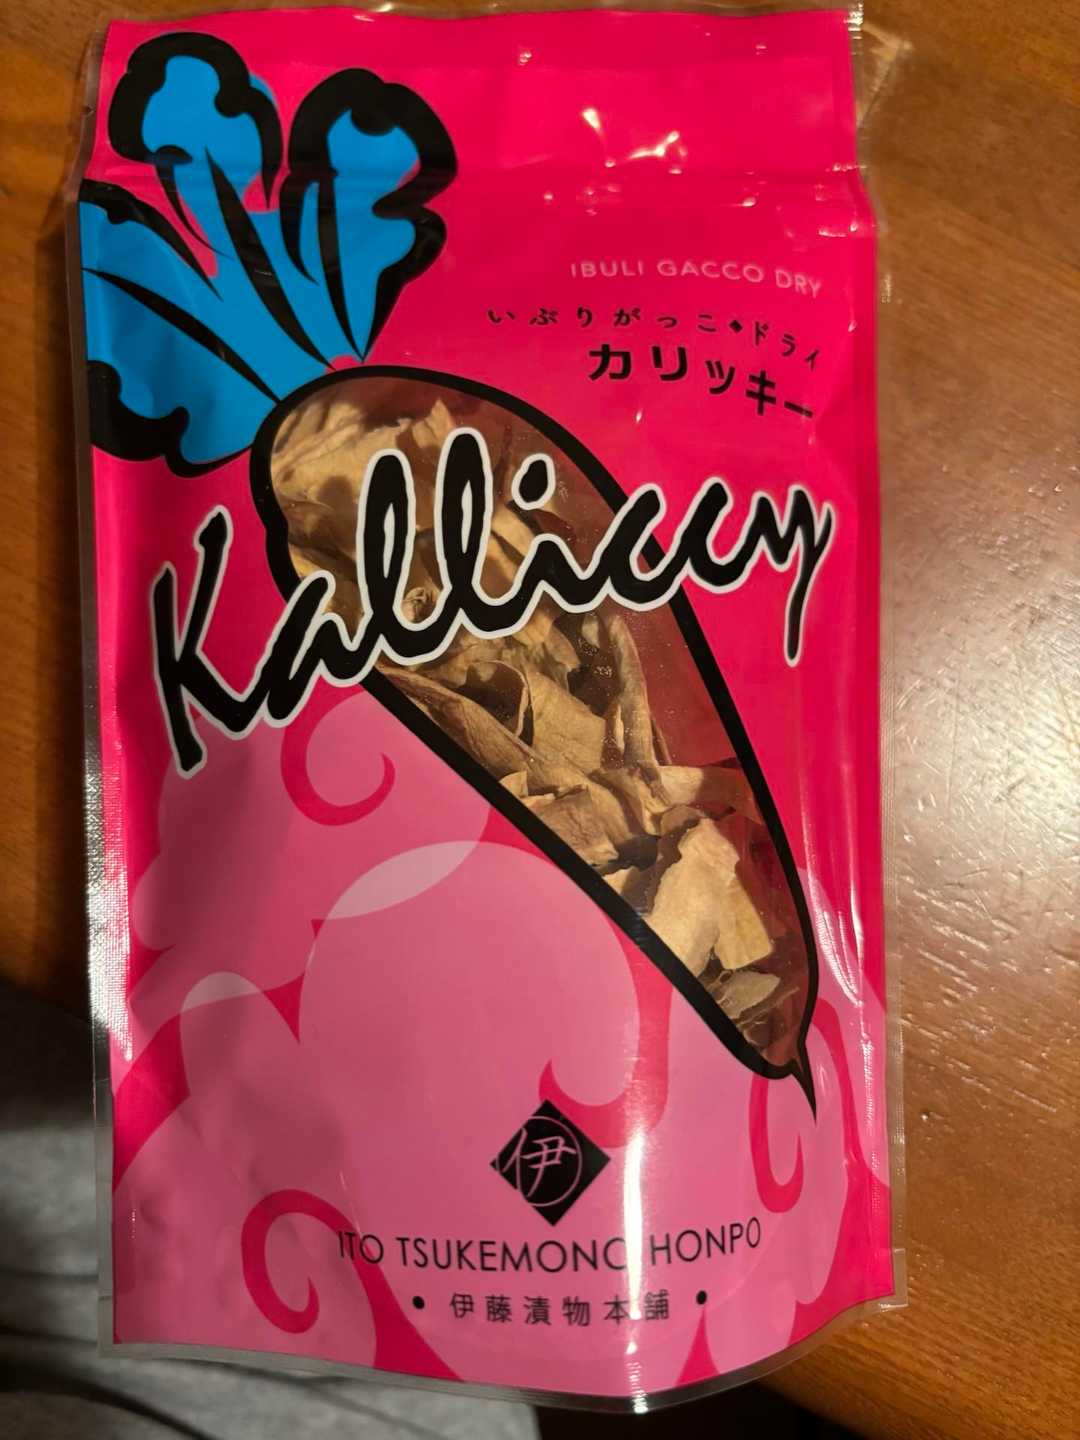 IBULI GACCO DRY
いぶりがっこ◆ドライ
カリッキー
Kalliccy
伊
ITO TSUKEMONO HONPO
・伊藤漬物本舗・